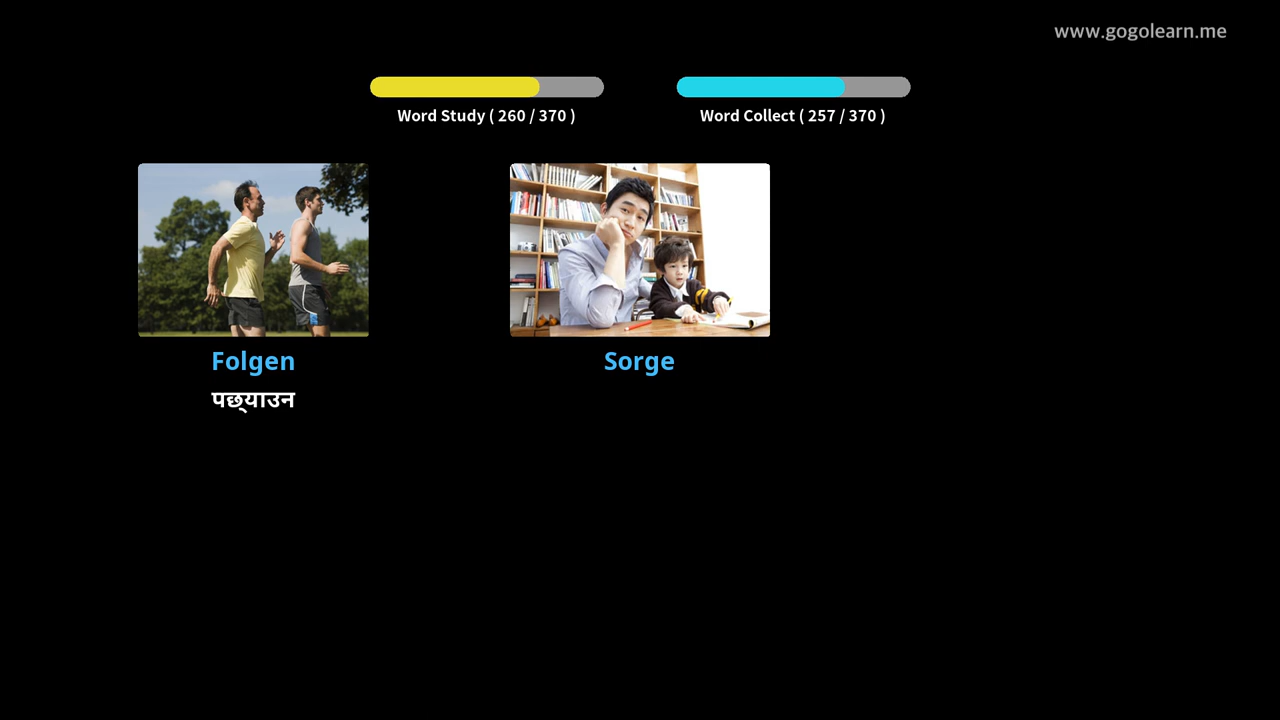 www.gogolearn.me
Word Study ( 260 / 370 )
Word Collect ( 257 / 370 )
Folgen
Sorge
पछ्याउन